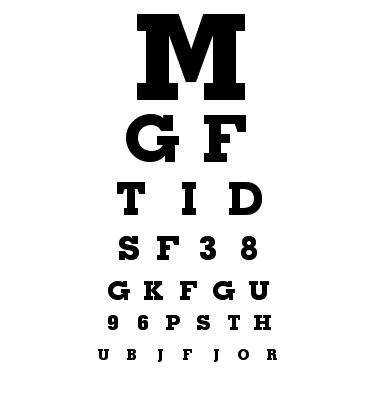 M
G F
T I D
S F 3 8
G K F G U
9 6 P S T H
U B J F J O R